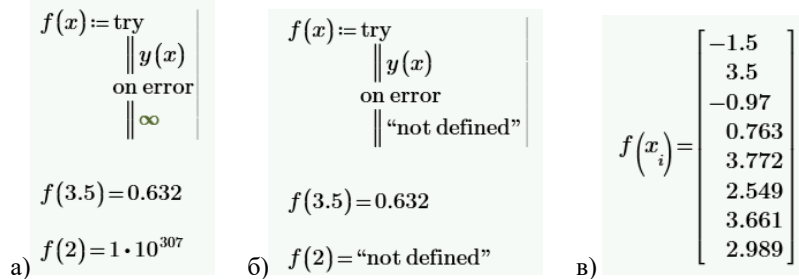 f(x):=try
‖ y(x)
on error
‖ ∞
f(3.5)=0.632
f(2)=1•10^307
а)
f(x):=try
‖ y(x)
on error
‖ “not defined”
f(3.5)=0.632
f(2)=“not defined”
б)
f(x_i)=
-1.5
3.5
-0.97
0.763
3.772
2.549
3.661
2.989
в)